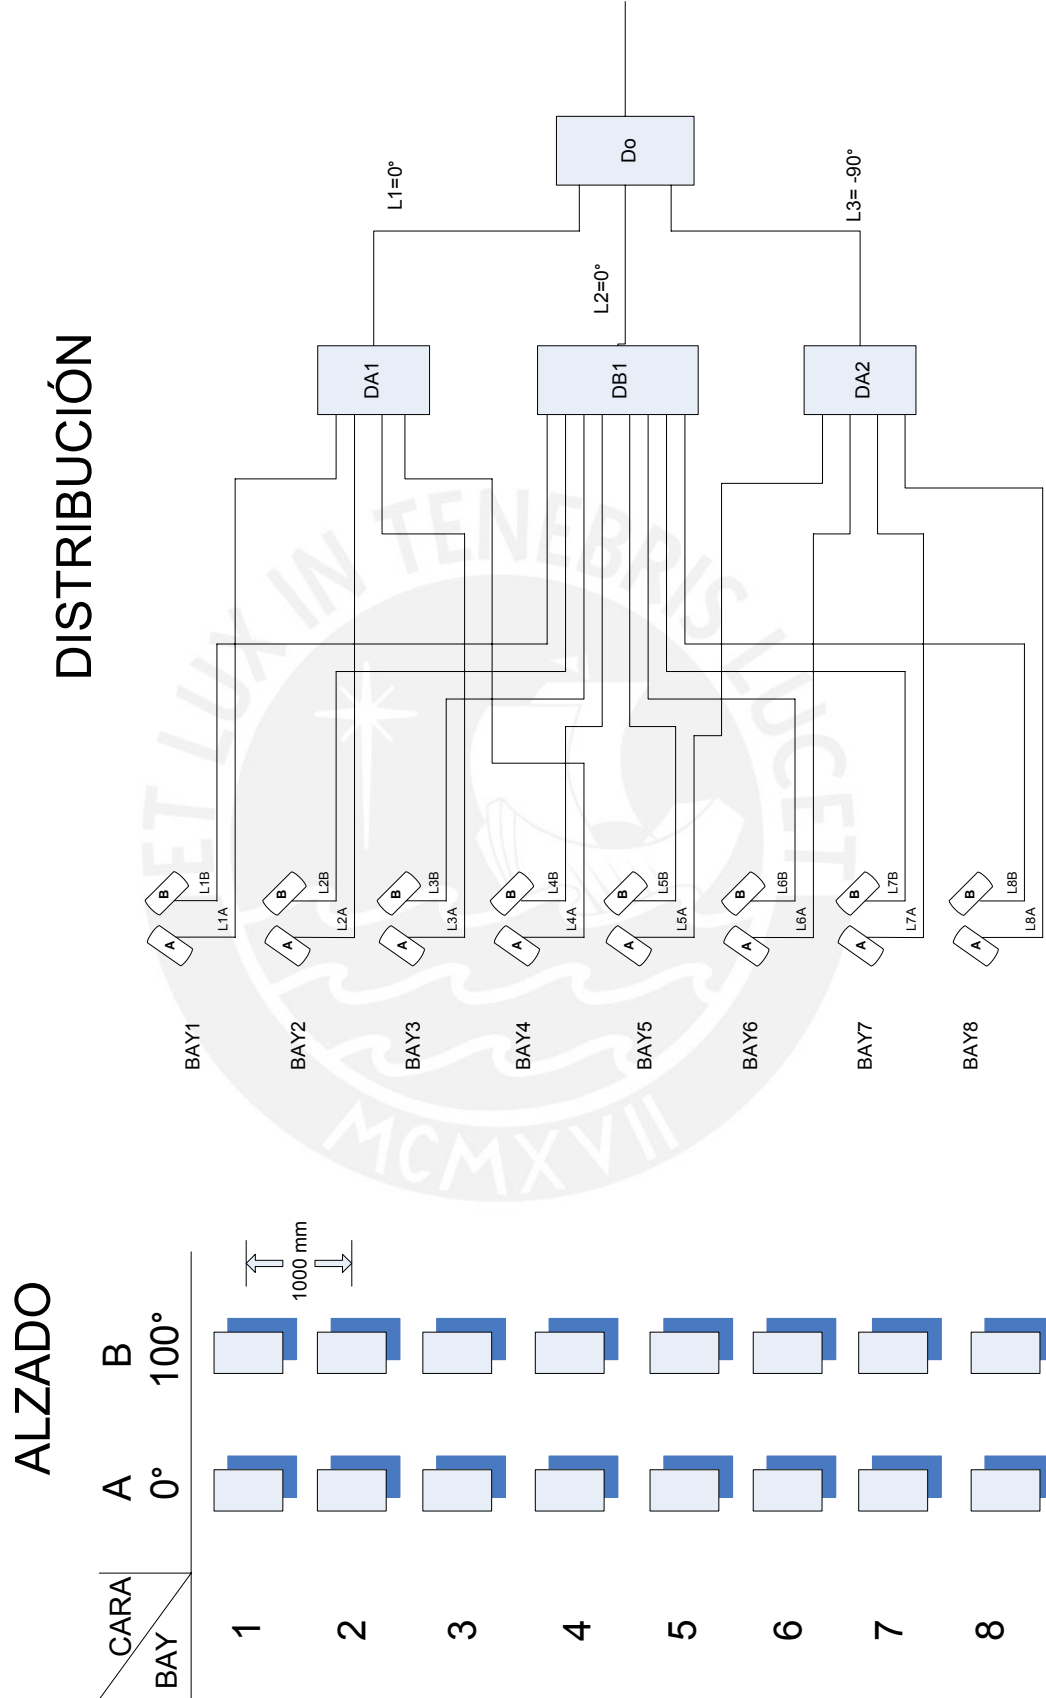 ALZADO
CARA
BAY
A
0°
B
100°
1
2
3
4
5
6
7
8
1000 mm
DISTRIBUCIÓN
BAY1
BAY2
BAY3
BAY4
BAY5
BAY6
BAY7
BAY8
A
B
L1A
L1B
A
B
L2A
L2B
A
B
L3A
L3B
A
B
L4A
L4B
A
B
L5A
L5B
A
B
L6A
L6B
A
B
L7A
L7B
A
B
L8A
L8B
DA1
DB1
DA2
L1=0°
L2=0°
L3= -90°
Do
ET LUX IN TENEBRIS LUCET
MCMXVII